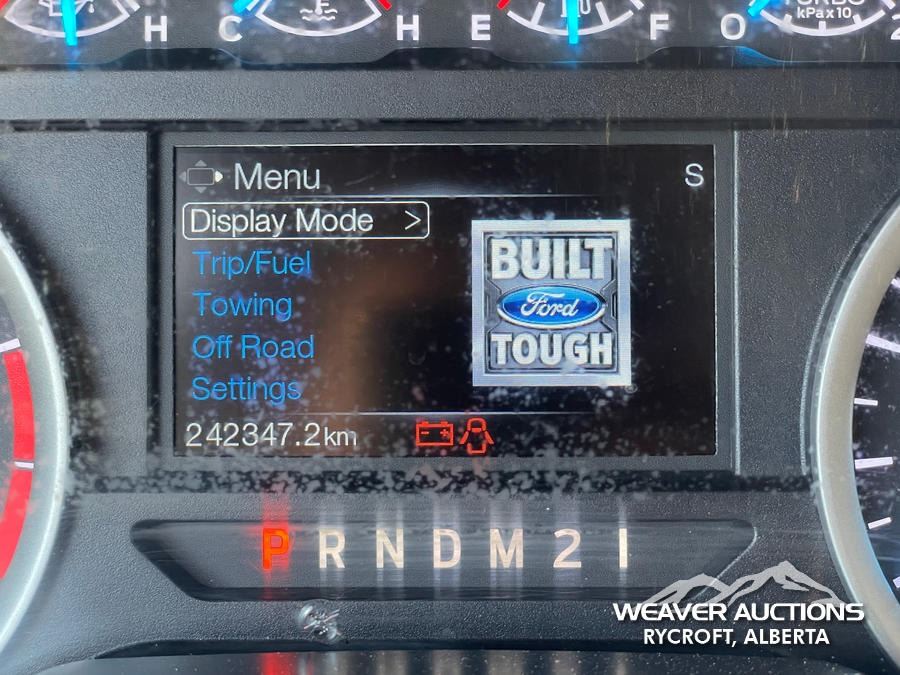 H C H E F O
kPa x 10
Menu S
Display Mode >
Trip/Fuel
Towing
Off Road
Settings
BUILT
Ford
TOUGH
242347.2km
P R N D M 2 1
WEAVER AUCTIONS
RYCROFT, ALBERTA